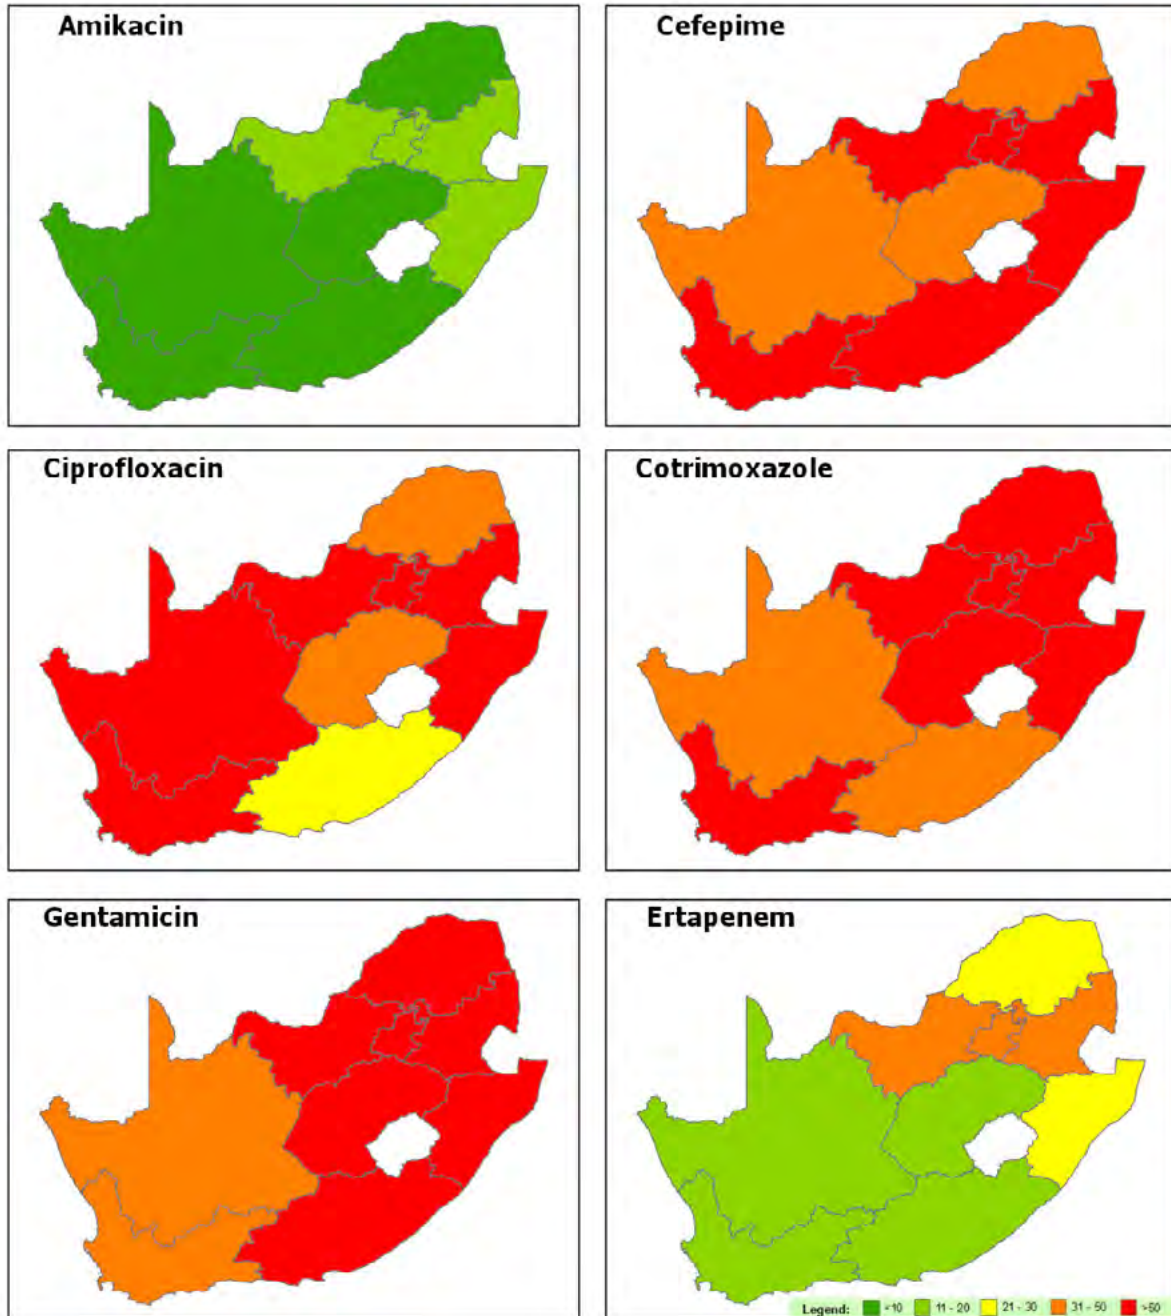 Amikacin
Cefepime
Ciprofloxacin
Cotrimoxazole
Gentamicin
Ertapenem
Legend: <10 11 - 20 21 - 30 31 - 50 >50